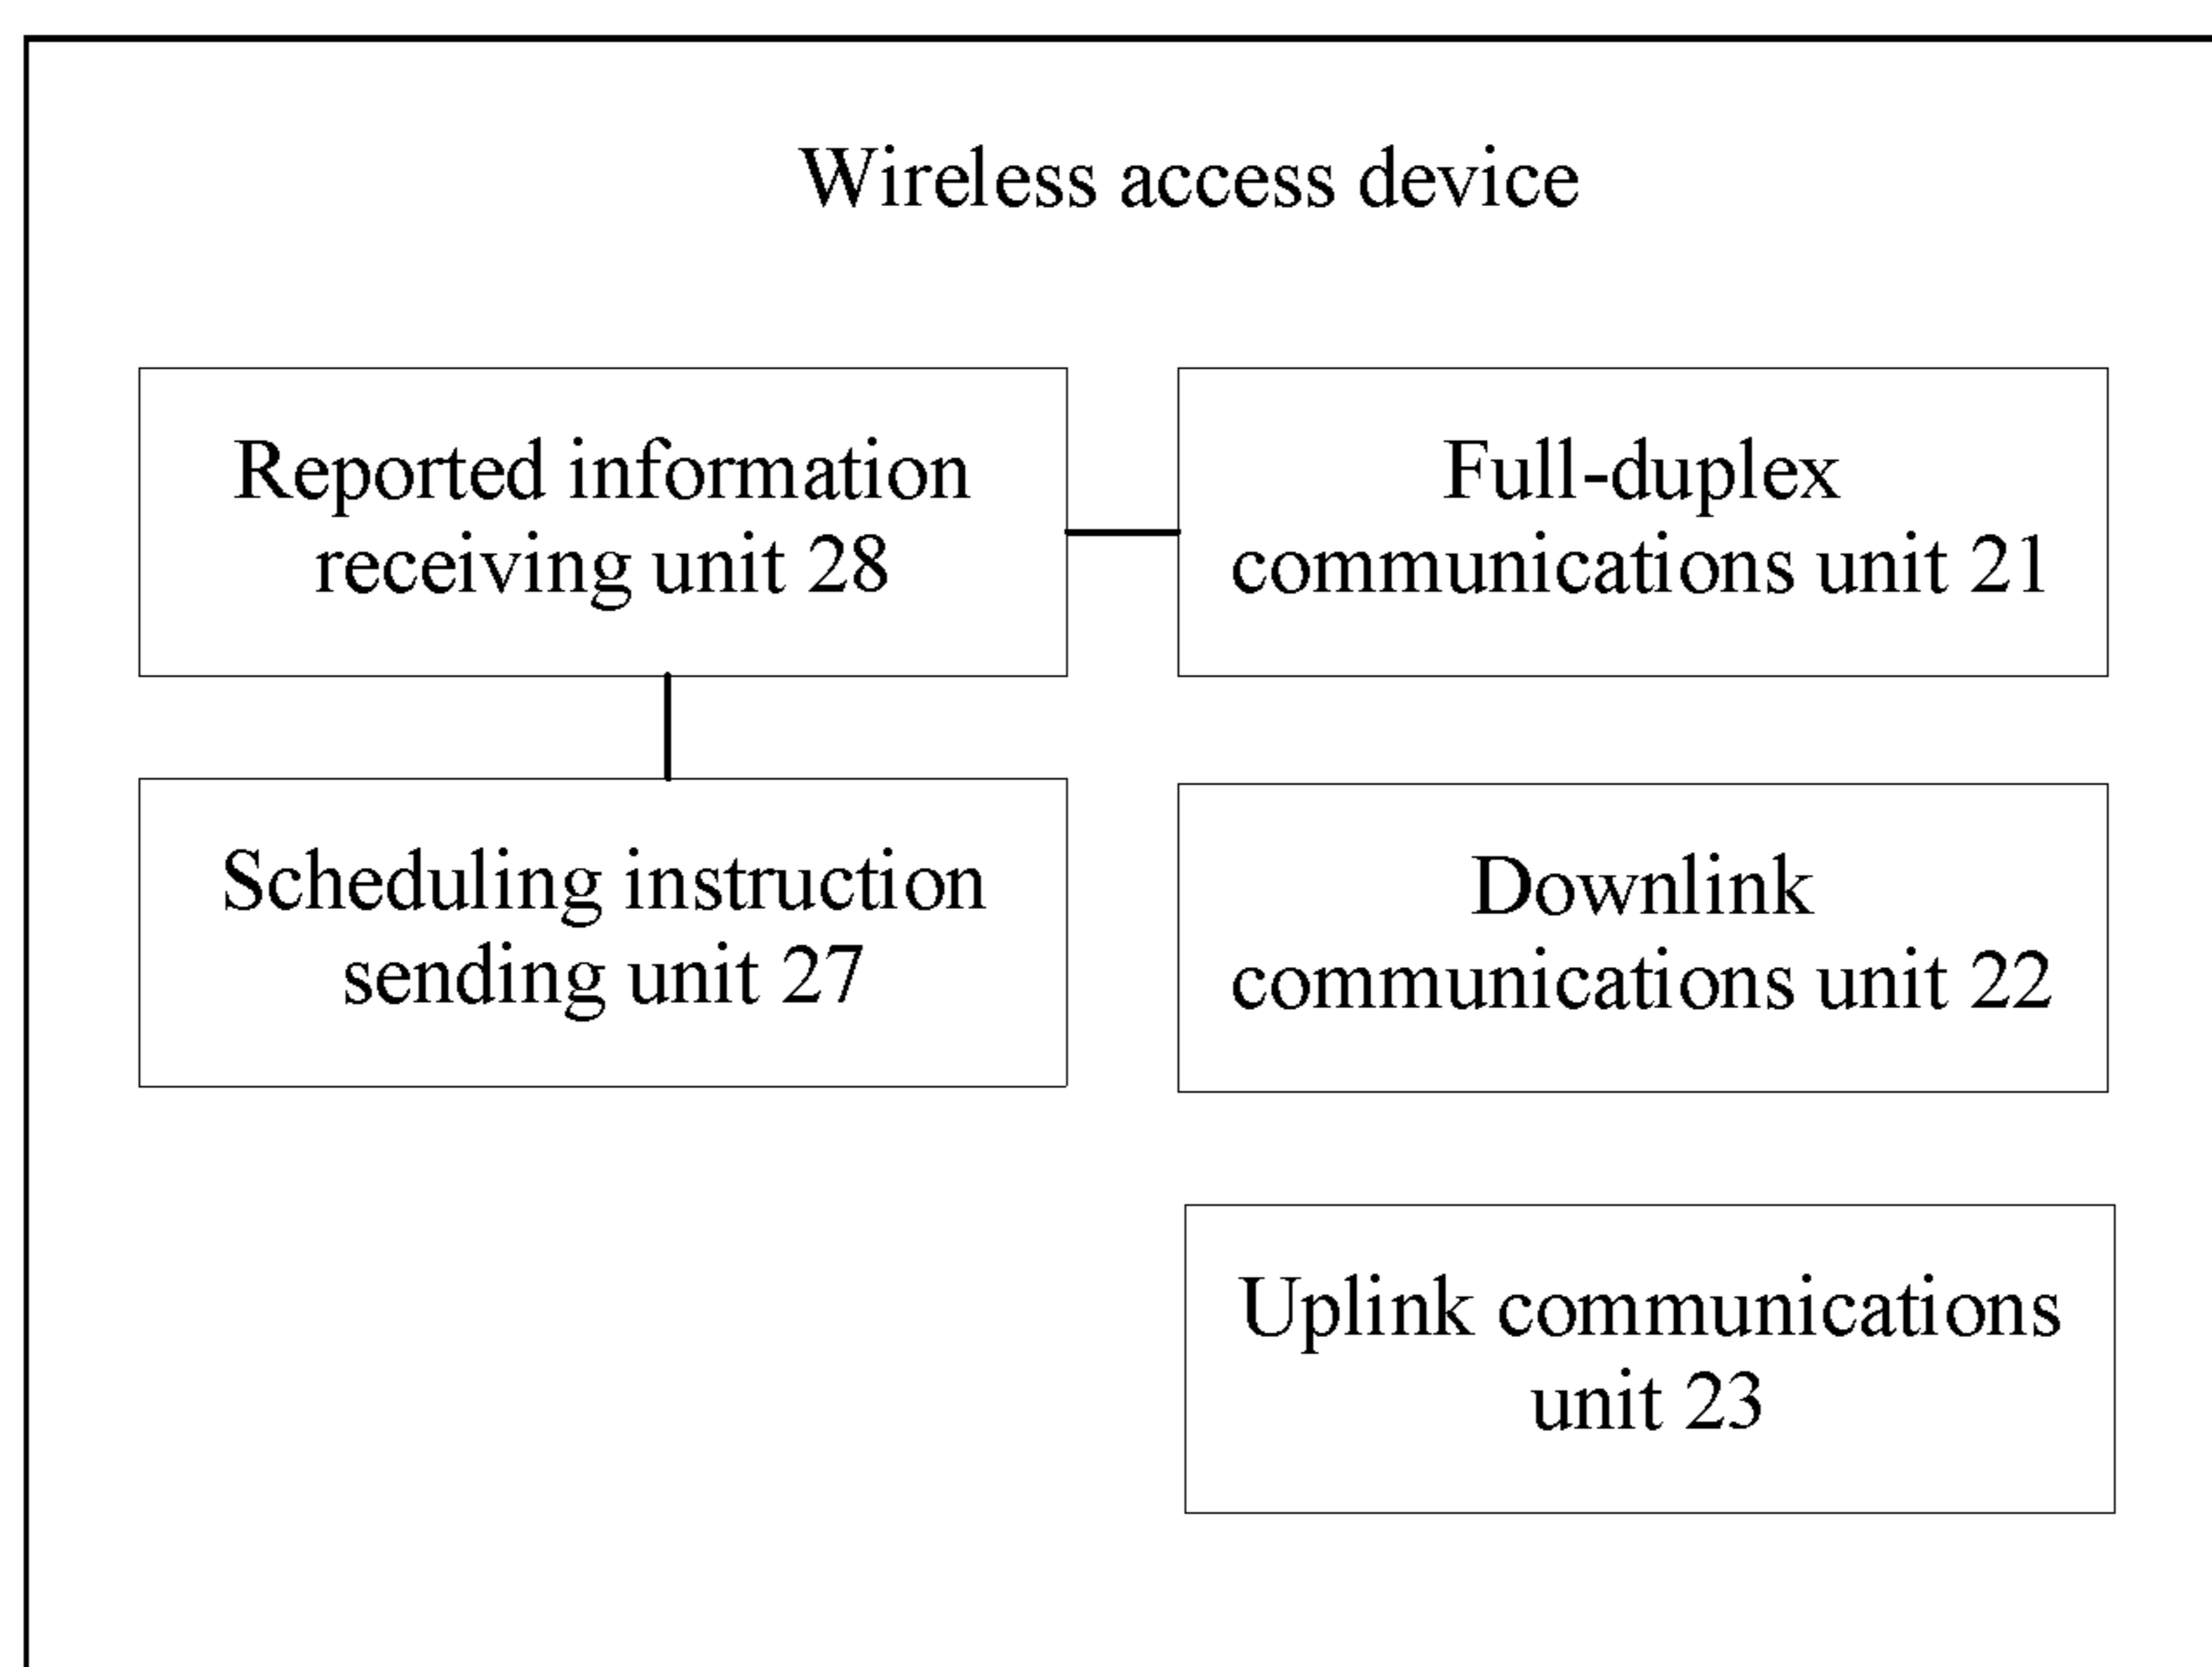 Wireless access device
Reported information
receiving unit 28
Full-duplex
communications unit 21
Scheduling instruction
sending unit 27
Downlink
communications unit 22
Uplink communications
unit 23